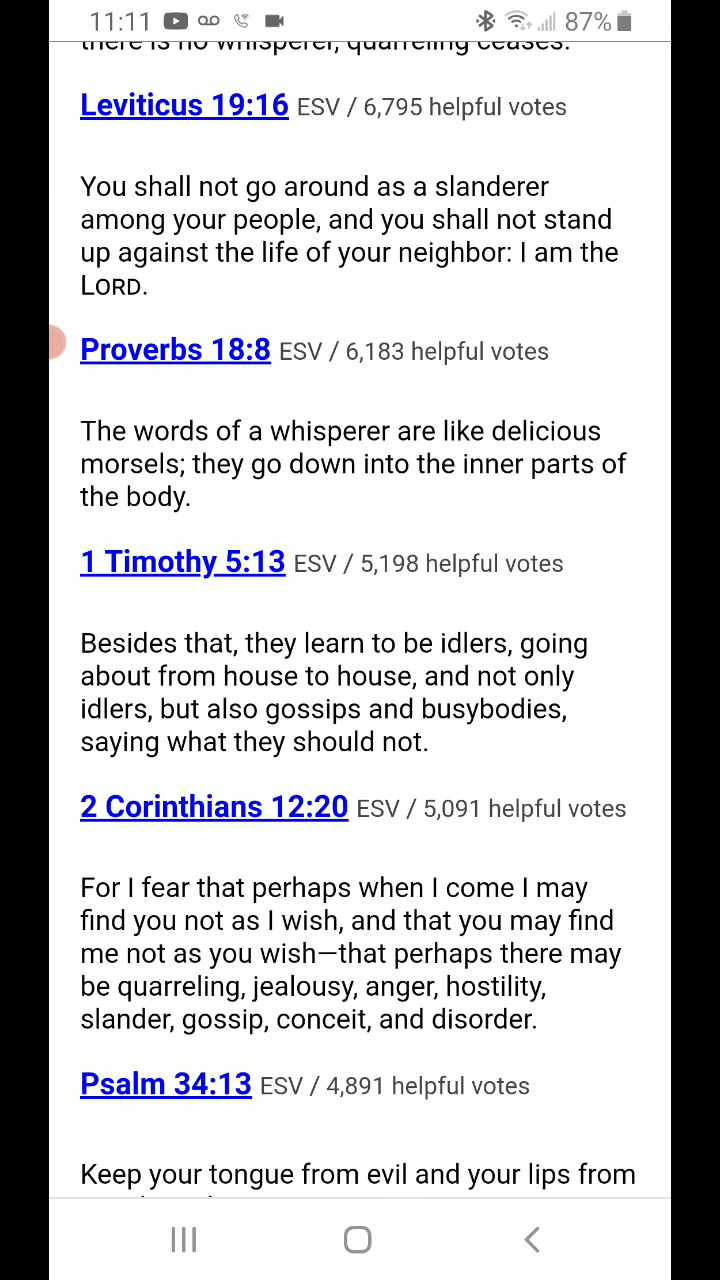 11:11 87%
there is no whisperer, quarreling ceases.
Leviticus 19:16 ESV / 6,795 helpful votes
You shall not go around as a slanderer
among your people, and you shall not stand
up against the life of your neighbor: I am the
LORD.
Proverbs 18:8 ESV / 6,183 helpful votes
The words of a whisperer are like delicious
morsels; they go down into the inner parts of
the body.
1 Timothy 5:13 ESV / 5,198 helpful votes
Besides that, they learn to be idlers, going
about from house to house, and not only
idlers, but also gossips and busybodies,
saying what they should not.
2 Corinthians 12:20 ESV / 5,091 helpful votes
For I fear that perhaps when I come I may
find you not as I wish, and that you may find
me not as you wish—that perhaps there may
be quarreling, jealousy, anger, hostility,
slander, gossip, conceit, and disorder.
Psalm 34:13 ESV / 4,891 helpful votes
Keep your tongue from evil and your lips from